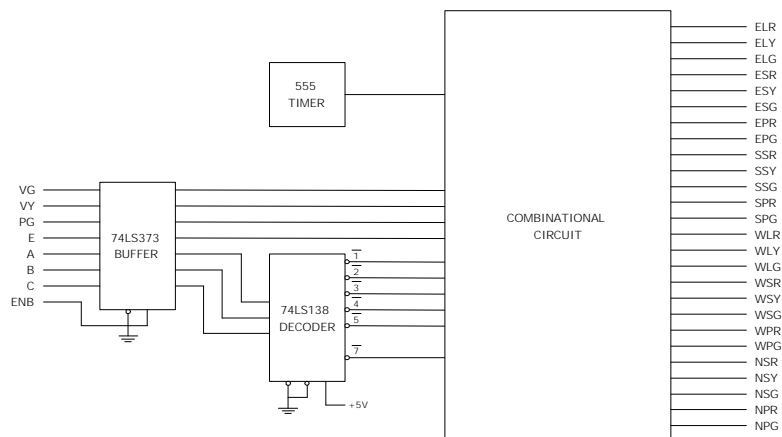 555
TIMER
VG
VY
PG
E
A
B
C
ENB
74LS373
BUFFER
74LS138
DECODER
1
2
3
4
5
7
+5V
COMBINATIONAL
CIRCUIT
ELR
ELY
ELG
ESR
ESY
ESG
EPR
EPG
SSR
SSY
SSG
SPR
SPG
WLR
WLY
WLG
WSR
WSY
WSG
WPR
WPG
NSR
NSY
NSG
NPR
NPG